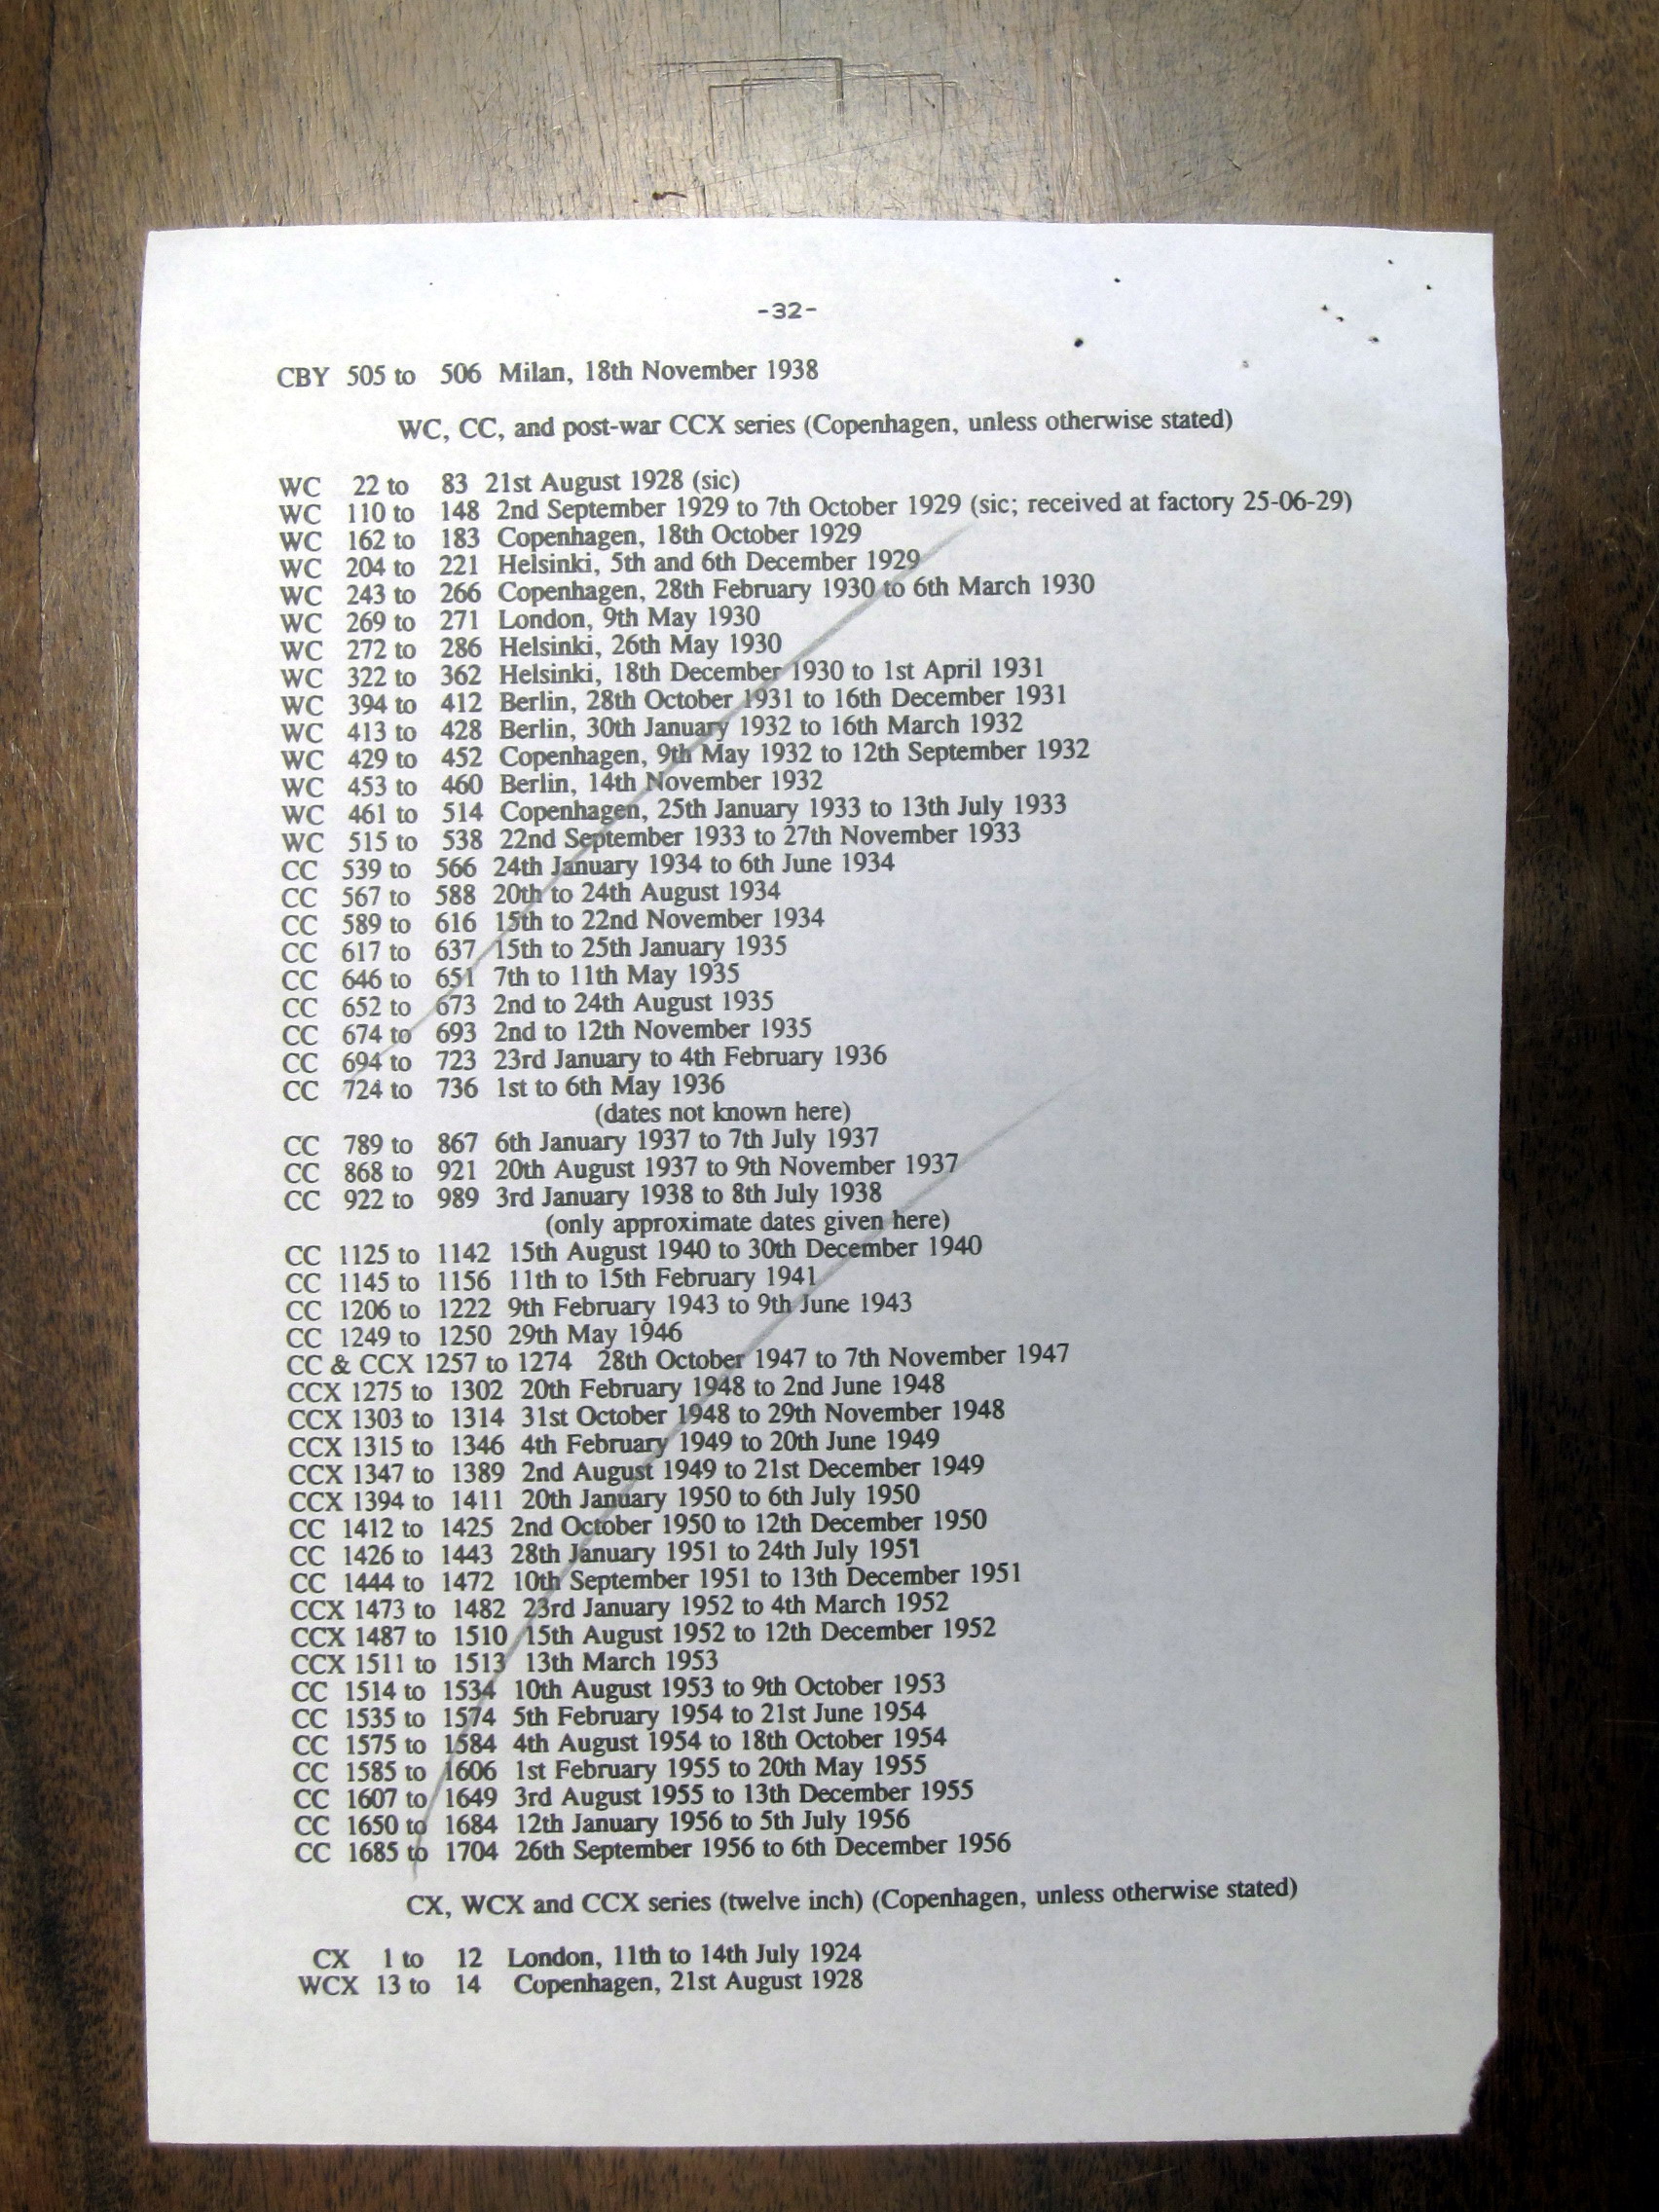 -32-
CBY 505 to 506 Milan, 18th November 1938
WC, CC, and post-war CCX series (Copenhagen, unless otherwise stated)
WC 22 to 83 21st August 1928 (sic)
WC 110 to 148 2nd September 1929 to 7th October 1929 (sic; received at factory 25-06-29)
WC 162 to 183 Copenhagen, 18th October 1929
WC 204 to 221 Helsinki, 5th and 6th December 1929
WC 243 to 266 Copenhagen, 28th February 1930 to 6th March 1930
WC 269 to 271 London, 9th May 1930
WC 272 to 286 Helsinki, 26th May 1930
WC 322 to 362 Helsinki, 18th December 1930 to 1st April 1931
WC 394 to 412 Berlin, 28th October 1931 to 16th December 1931
WC 413 to 428 Berlin, 30th January 1932 to 16th March 1932
WC 429 to 452 Copenhagen, 9th May 1932 to 12th September 1932
WC 453 to 460 Berlin, 14th November 1932
WC 461 to 514 Copenhagen, 25th January 1933 to 13th July 1933
WC 515 to 538 22nd September 1933 to 27th November 1933
CC 539 to 566 24th January 1934 to 6th June 1934
CC 567 to 588 20th to 24th August 1934
CC 589 to 616 15th to 22nd November 1934
CC 617 to 637 15th to 25th January 1935
CC 646 to 651 7th to 11th May 1935
CC 652 to 673 2nd to 24th August 1935
CC 674 to 693 2nd to 12th November 1935
CC 694 to 723 23rd January to 4th February 1936
CC 724 to 736 1st to 6th May 1936
(dates not known here)
CC 789 to 867 6th January 1937 to 7th July 1937
CC 868 to 921 20th August 1937 to 9th November 1937
CC 922 to 989 3rd January 1938 to 8th July 1938
(only approximate dates given here)
CC 1125 to 1142 15th August 1940 to 30th December 1940
CC 1145 to 1156 11th to 15th February 1941
CC 1206 to 1222 9th February 1943 to 9th June 1943
CC 1249 to 1250 29th May 1946
CC & CCX 1257 to 1274 28th October 1947 to 7th November 1947
CCX 1275 to 1302 20th February 1948 to 2nd June 1948
CCX 1303 to 1314 31st October 1948 to 29th November 1948
CCX 1315 to 1346 4th February 1949 to 20th June 1949
CCX 1347 to 1389 2nd August 1949 to 21st December 1949
CCX 1394 to 1411 20th January 1950 to 6th July 1950
CC 1412 to 1425 2nd October 1950 to 12th December 1950
CC 1426 to 1443 28th January 1951 to 24th July 1951
CC 1444 to 1472 10th September 1951 to 13th December 1951
CCX 1473 to 1482 23rd January 1952 to 4th March 1952
CCX 1487 to 1510 15th August 1952 to 12th December 1952
CCX 1511 to 1513 13th March 1953
CC 1514 to 1534 10th August 1953 to 9th October 1953
CC 1535 to 1574 5th February 1954 to 21st June 1954
CC 1575 to 1584 4th August 1954 to 18th October 1954
CC 1585 to 1606 1st February 1955 to 20th May 1955
CC 1607 to 1649 3rd August 1955 to 13th December 1955
CC 1650 to 1684 12th January 1956 to 5th July 1956
CC 1685 to 1704 26th September 1956 to 6th December 1956
CX, WCX and CCX series (twelve inch) (Copenhagen, unless otherwise stated)
CX 1 to 12 London, 11th to 14th July 1924
WCX 13 to 14 Copenhagen, 21st August 1928